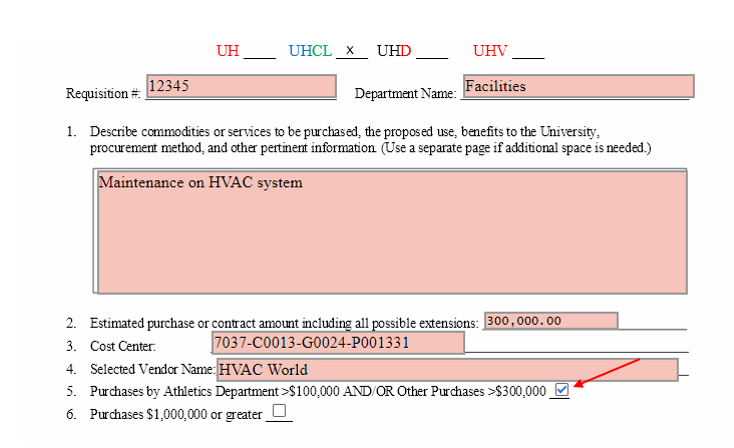 UH ____ UHCL __x__ UHD ____ UHV ____
Requisition #: 12345 Department Name: Facilities
1. Describe commodities or services to be purchased, the proposed use, benefits to the University,
procurement method, and other pertinent information. (Use a separate page if additional space is needed.)
Maintenance on HVAC system
2. Estimated purchase or contract amount including all possible extensions: 300,000.00
3. Cost Center: 7037-C0013-G0024-P001331
4. Selected Vendor Name: HVAC World
5. Purchases by Athletics Department >$100,000 AND/OR Other Purchases >$300,000 ☑
6. Purchases $1,000,000 or greater ☐